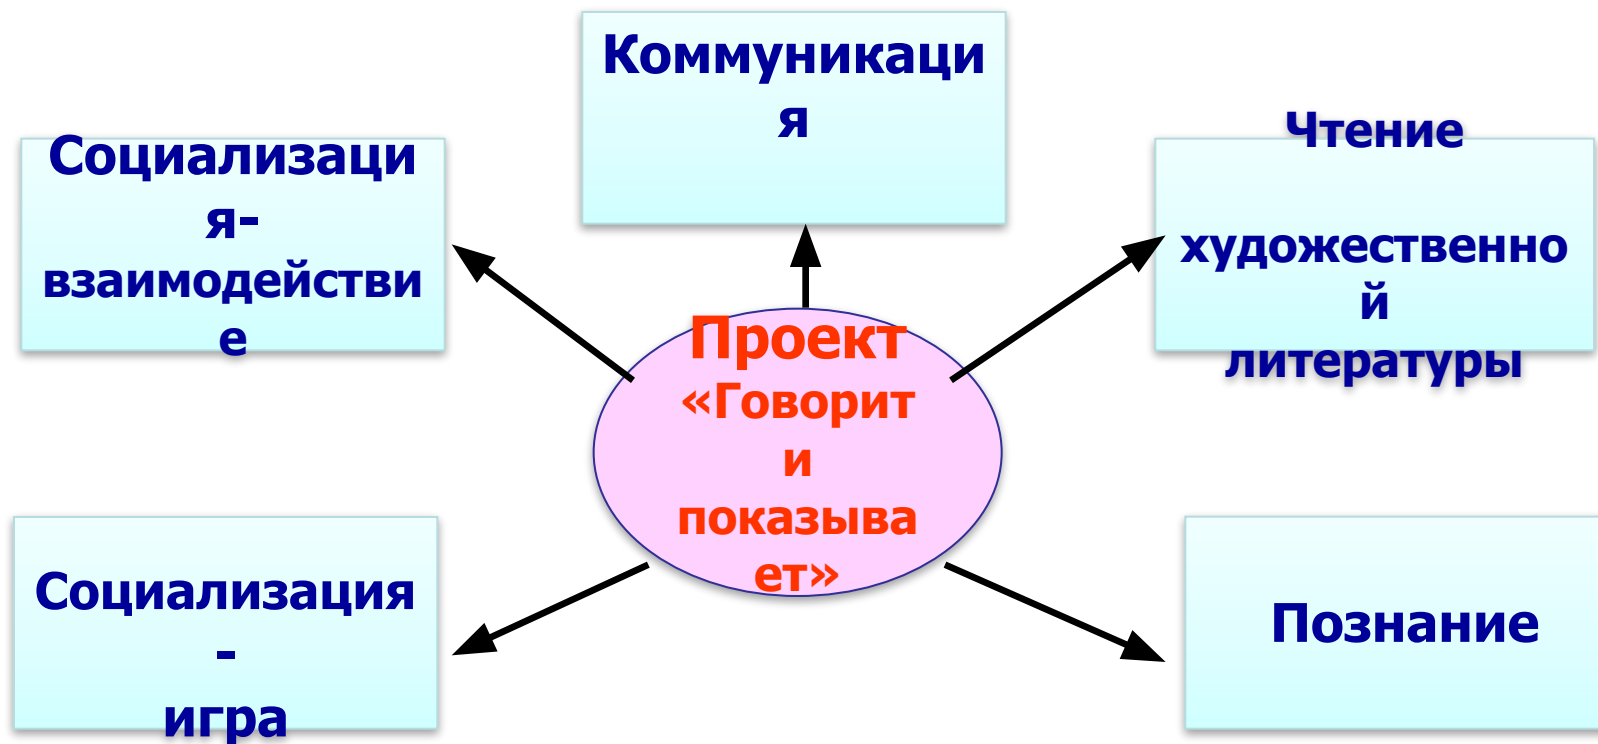 Коммуникаци
я
Социализаци
я-
взаимодействи
е
Чтение
художественно
й
литературы
Проект
«Говорит
и
показыва
ет»
Социализация
-
игра
Познание